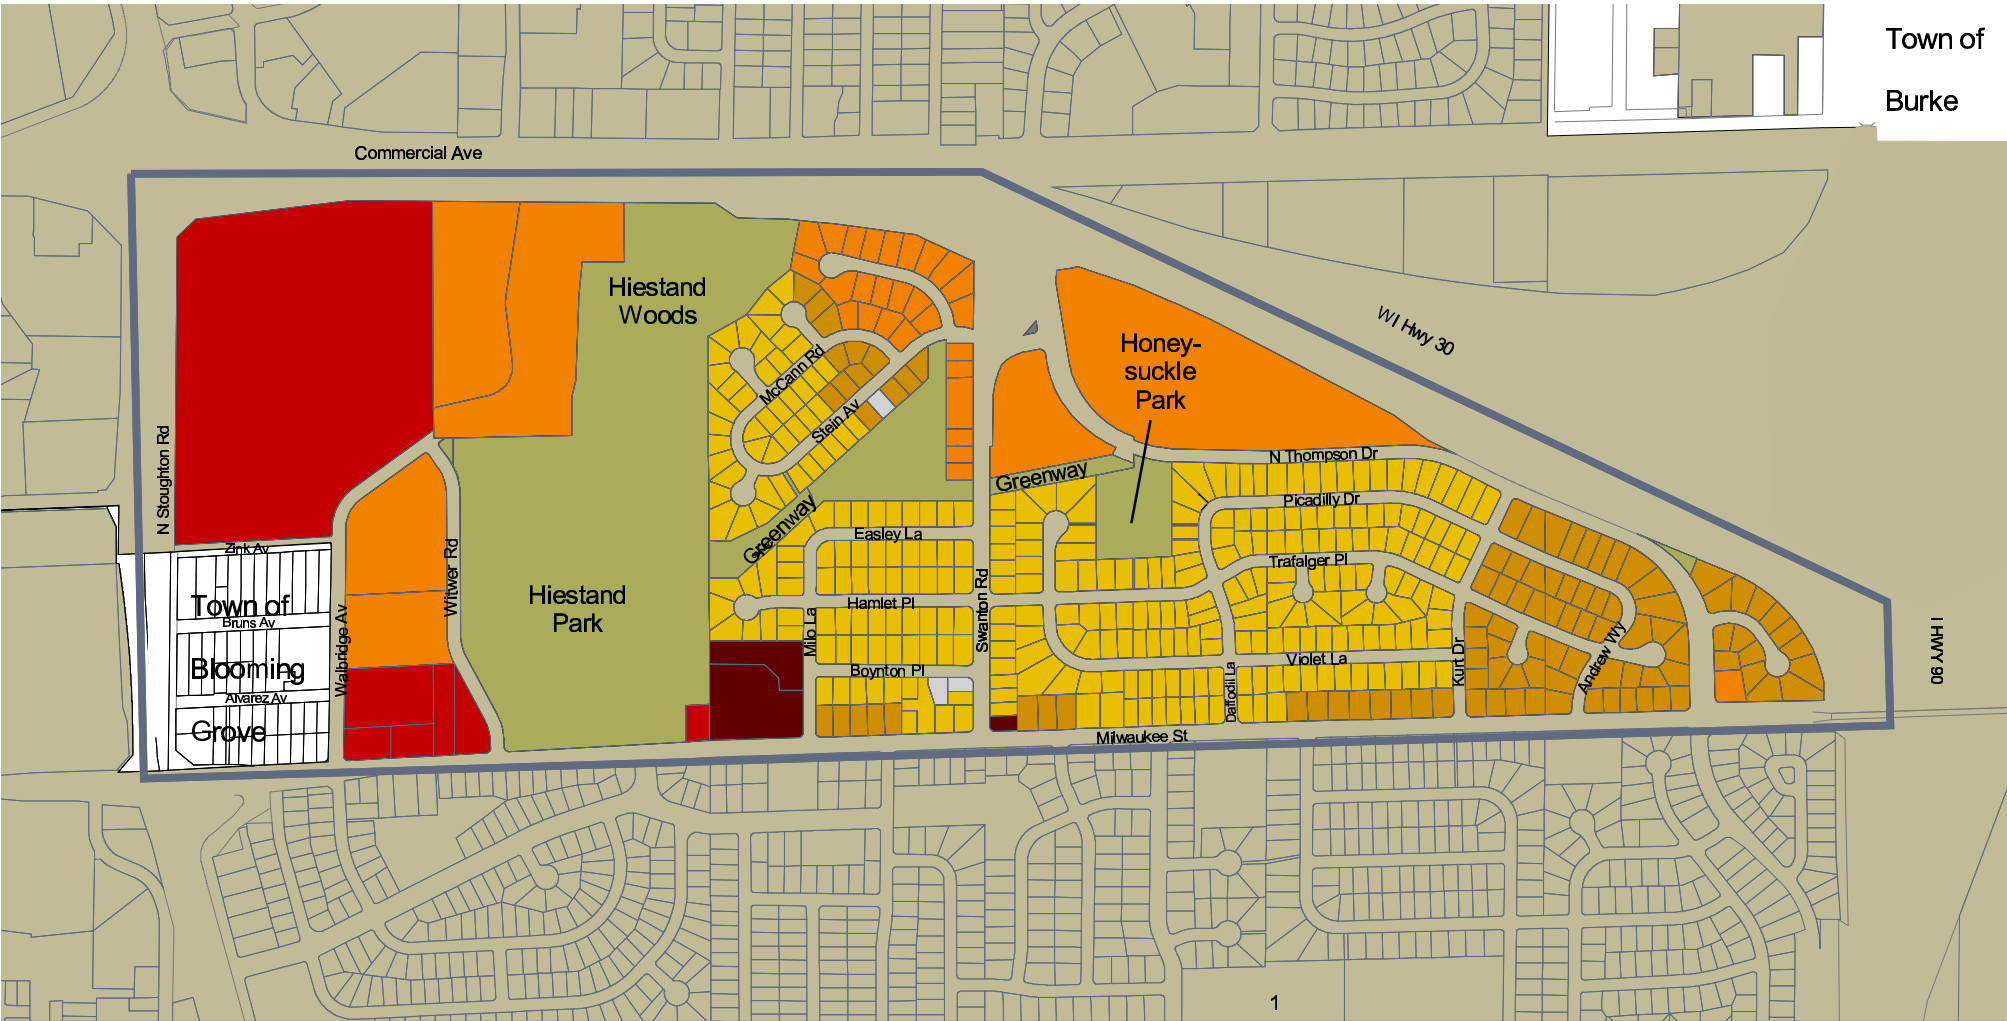 Town of
Burke
Commercial Ave
Hiestand
Woods
WI Hwy 30
Honey-
suckle
Park
McCann Rd
Stein Av
N Stoughton Rd
N Thompson Dr
Greenway
Picadilly Dr
Greenway
Easley La
Zink Av
Trafalger Pl
Witwer Rd
Hiestand
Park
Hamlet Pl
Swanton Rd
Milo La
Town of
Bruns Av
Blooming
Alvarez Av
Grove
Walbridge Av
Boynton Pl
Violet La
Kurt Dr
Andrew Wy
Daffodil La
I HWY 90
Milwaukee St
1